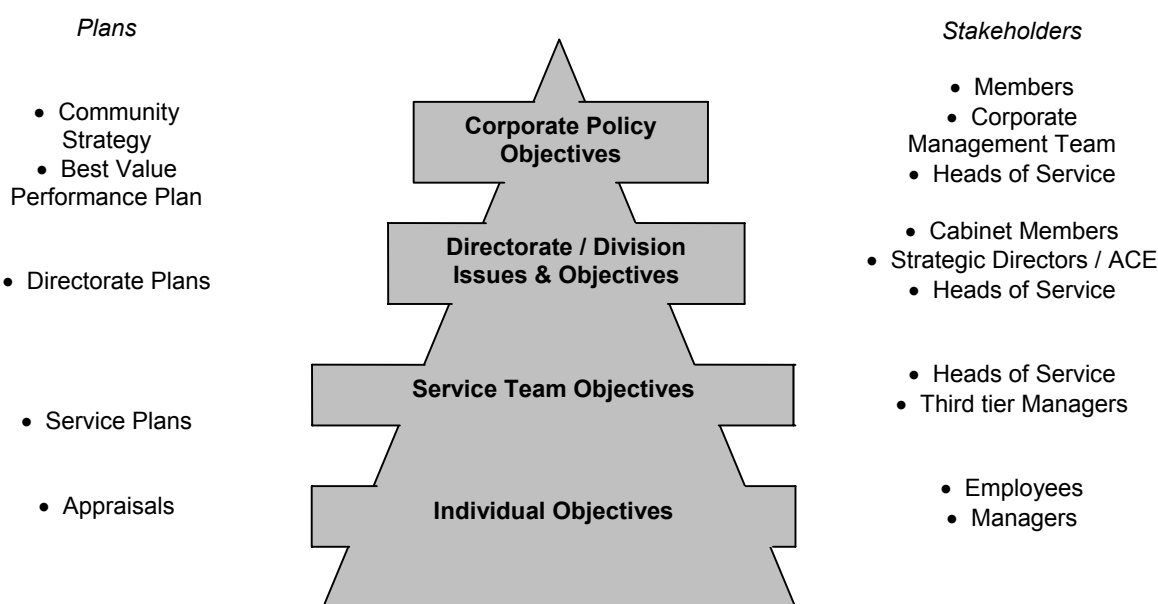 Plans
• Community
Strategy
• Best Value
Performance Plan
• Directorate Plans
• Service Plans
• Appraisals
Corporate Policy
Objectives
Directorate / Division
Issues & Objectives
Service Team Objectives
Individual Objectives
Stakeholders
• Members
• Corporate
Management Team
• Heads of Service
• Cabinet Members
• Strategic Directors / ACE
• Heads of Service
• Heads of Service
• Third tier Managers
• Employees
• Managers